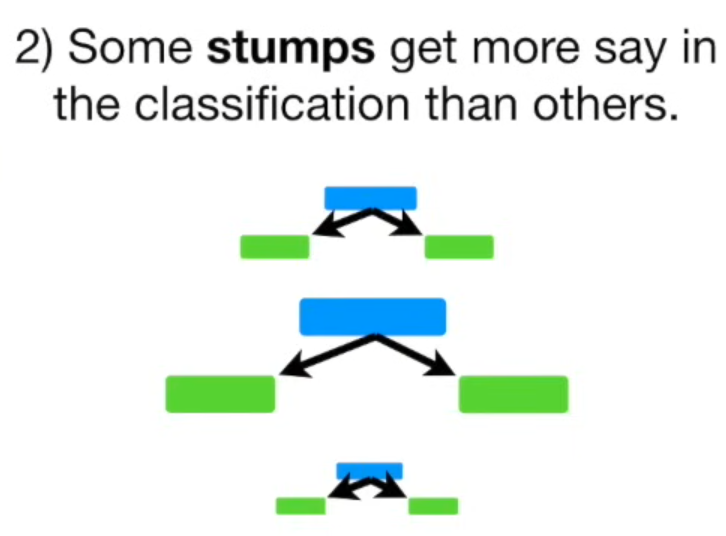 2) Some stumps get more say in
the classification than others.